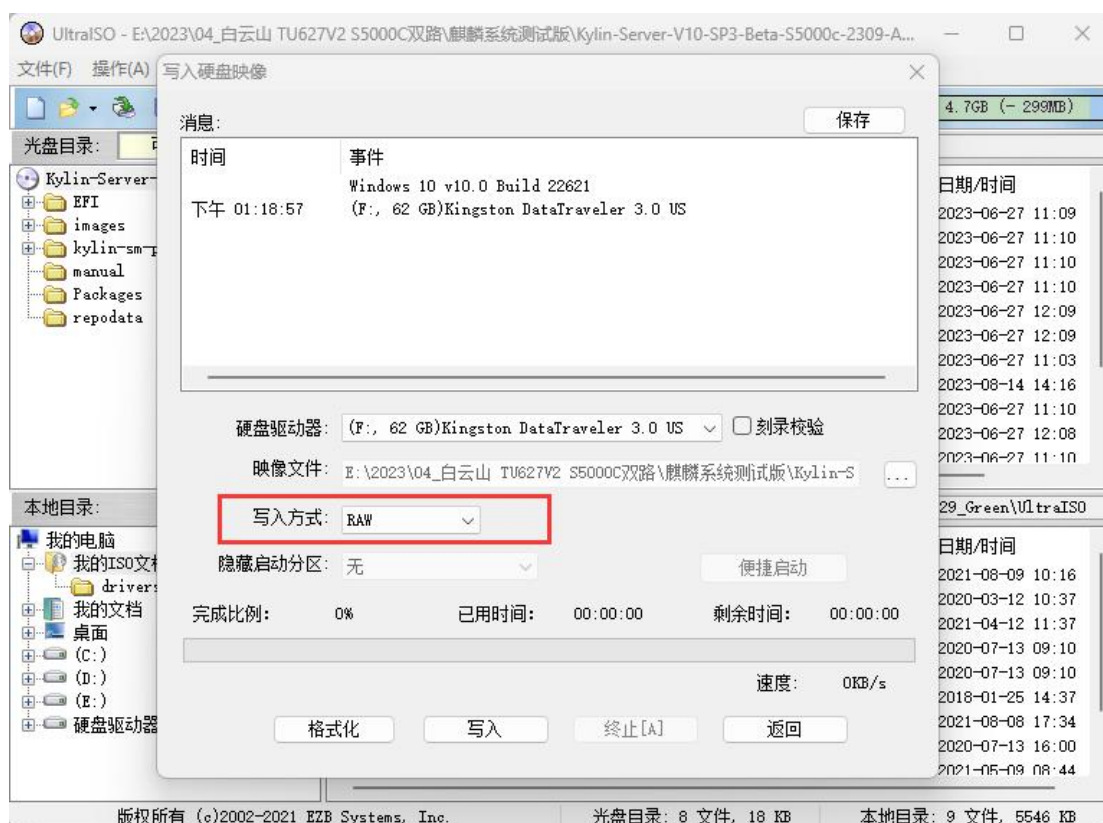 UltraISO - E:\2023\04_白云山 TU627V2 S5000C双路\麒麟系统测试版\Kylin-Server-V10-SP3-Beta-S5000c-2309-A...
文件(F) 操作(A)
写入硬盘映像
4.7GB (- 299MB)
消息:
保存
光盘目录:
时间 事件
Windows 10 v10.0 Build 22621
下午 01:18:57 (F:, 62 GB)Kingston DataTraveler 3.0 US
Kylin-Server-
EFI
images
kylin-sm-p
manual
Packages
repodata
日期/时间
2023-06-27 11:09
2023-06-27 11:10
2023-06-27 11:10
2023-06-27 11:10
2023-06-27 12:09
2023-06-27 12:09
2023-06-27 11:03
2023-08-14 14:16
2023-06-27 11:10
2023-06-27 12:08
2023-06-27 11:10
硬盘驱动器: (F:, 62 GB)Kingston DataTraveler 3.0 US
刻录校验
映像文件: E:\2023\04_白云山 TU627V2 S5000C双路\麒麟系统测试版\Kylin-S
...
写入方式: RAW
隐藏启动分区: 无
便捷启动
完成比例: 0% 已用时间: 00:00:00 剩余时间: 00:00:00
速度: 0KB/s
格式化 写入 终止[A] 返回
本地目录:
29_Green\UltraISO
我的电脑
我的ISO文档
drivers
我的文档
桌面
(C:)
(D:)
(E:)
硬盘驱动器
日期/时间
2021-08-09 10:16
2020-03-12 10:37
2021-04-12 11:37
2020-07-13 09:10
2020-07-13 09:10
2018-01-25 14:37
2021-08-08 17:34
2020-07-13 16:00
2021-05-09 08:44
版权所有 (c)2002-2021 EZB Systems, Inc.
光盘目录: 8 文件, 18 KB
本地目录: 9 文件, 5546 KB